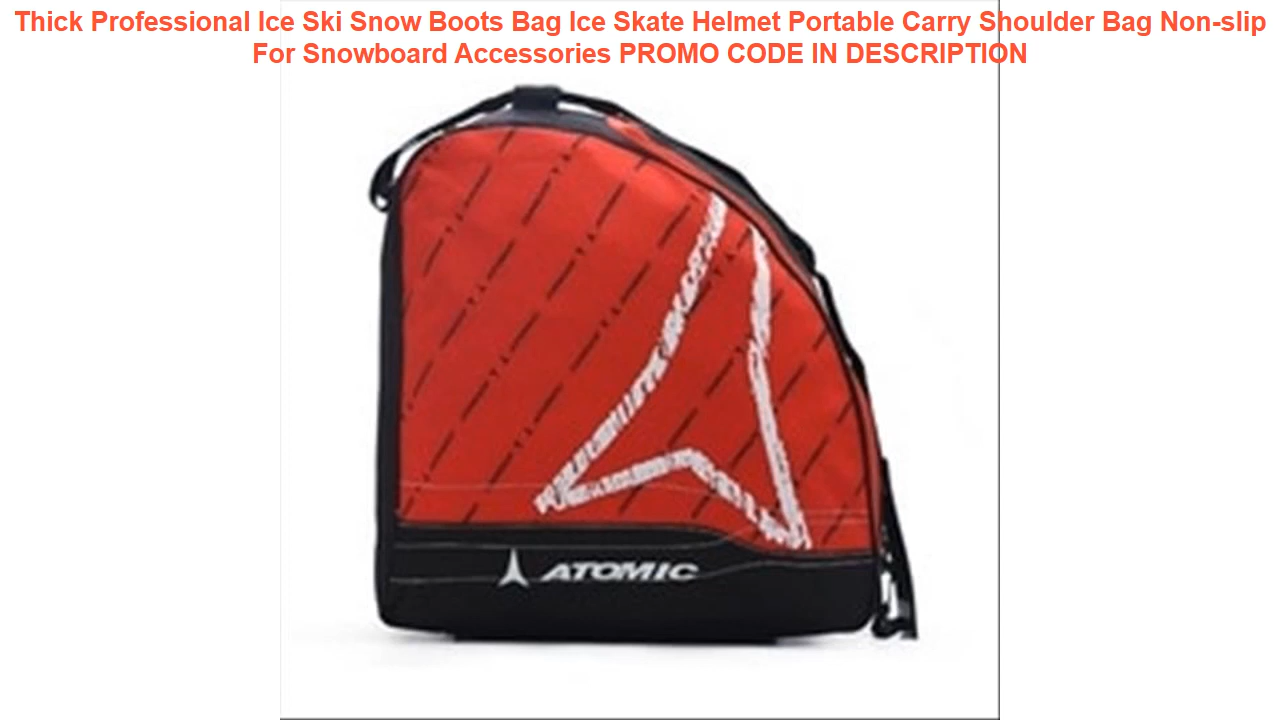 Thick Professional Ice Ski Snow Boots Bag Ice Skate Helmet Portable Carry Shoulder Bag Non-slip
For Snowboard Accessories PROMO CODE IN DESCRIPTION
ATOMIC